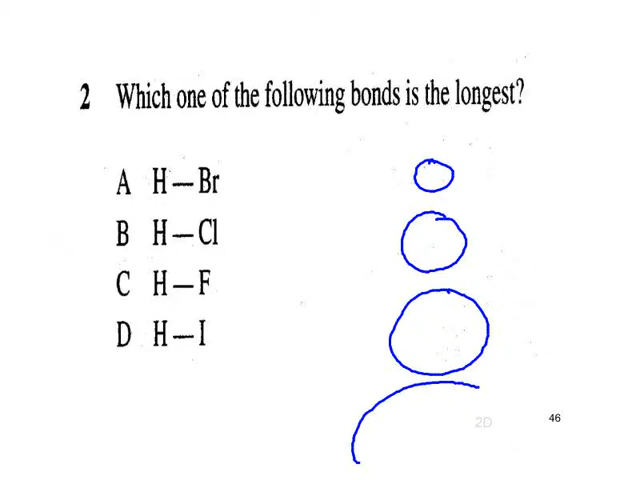 2 Which one of the following bonds is the longest?
A H—Br
B H—Cl
C H—F
D H—I
2D
46